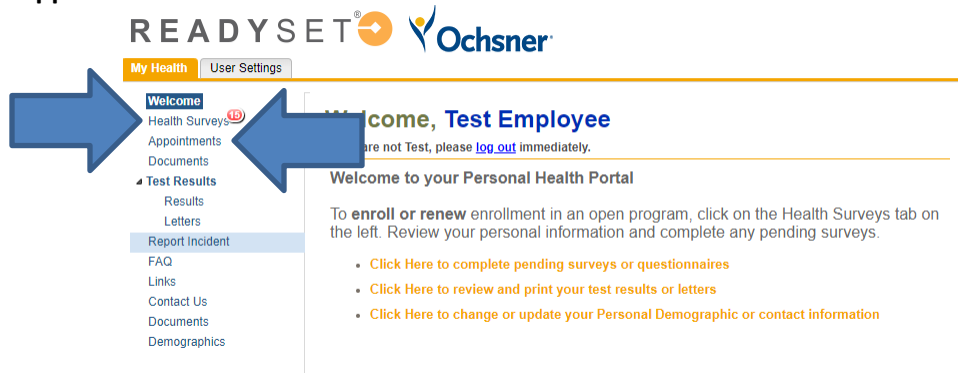 READYSET®
Ochsner
My Health
User Settings
Welcome
Health Surveys 15
Appointments
Documents
Test Results
Results
Letters
Report Incident
FAQ
Links
Contact Us
Documents
Demographics
lcome, Test Employee
are not Test, please log out immediately.
Welcome to your Personal Health Portal
To enroll or renew enrollment in an open program, click on the Health Surveys tab on
the left. Review your personal information and complete any pending surveys.
Click Here to complete pending surveys or questionnaires
Click Here to review and print your test results or letters
Click Here to change or update your Personal Demographic or contact information